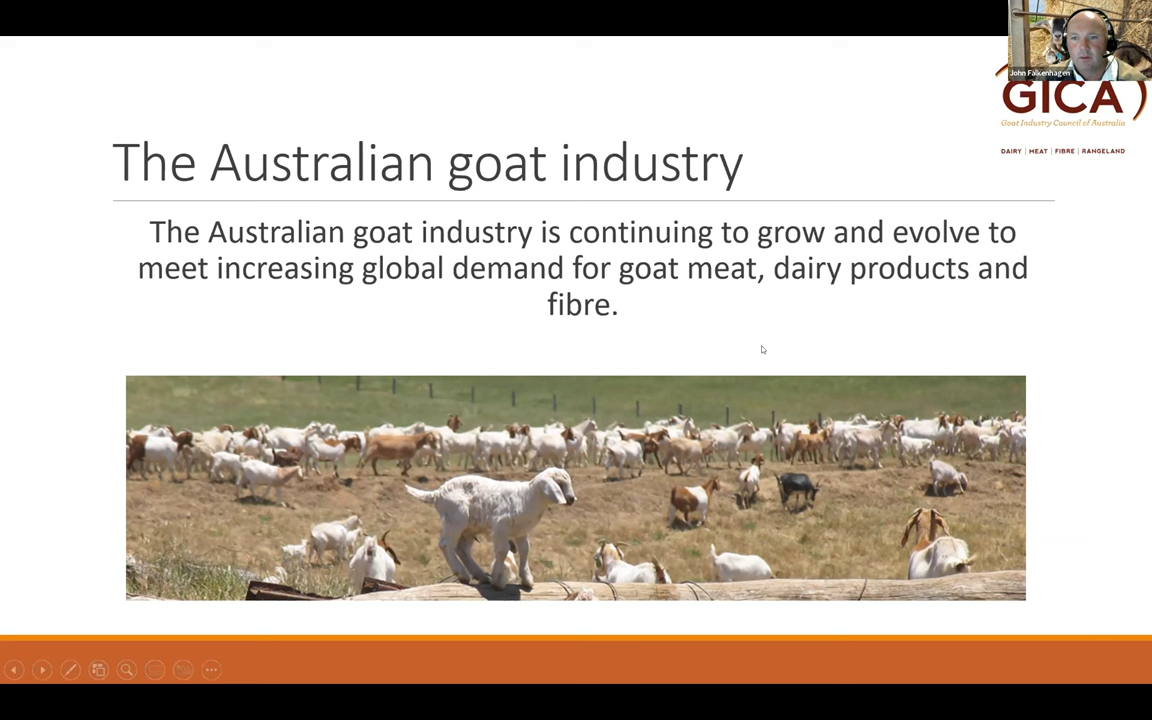 John Falkenhagen
GICA
Goat Industry Council of Australia
DAIRY | MEAT | FIBRE | RANGELAND
The Australian goat industry
The Australian goat industry is continuing to grow and evolve to
meet increasing global demand for goat meat, dairy products and
fibre.